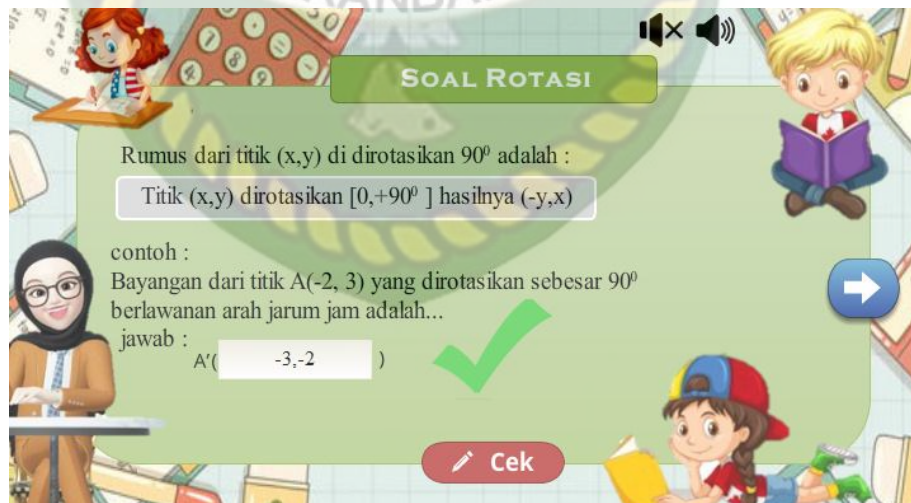 SOAL ROTASI
Rumus dari titik (x,y) di dirotasikan 90⁰ adalah :
Titik (x,y) dirotasikan [0,+90⁰ ] hasilnya (-y,x)
contoh :
Bayangan dari titik A(-2, 3) yang dirotasikan sebesar 90⁰
berlawanan arah jarum jam adalah...
jawab :
A'( -3,-2 )
Cek